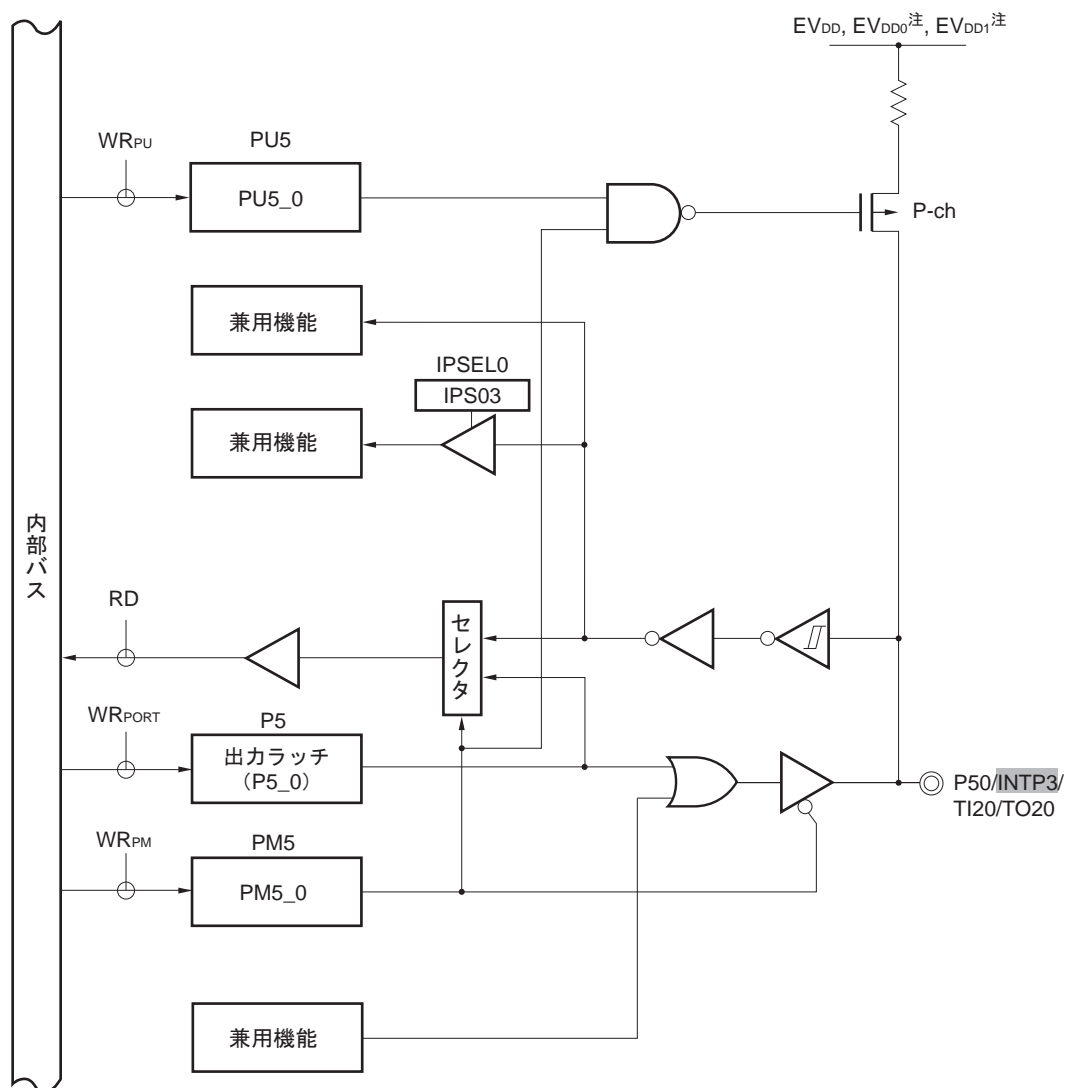 EVDD, EVDD0注, EVDD1注
WRPU
PU5
PU5_0
P-ch
兼用機能
IPSEL0
IPS03
兼用機能
内部バス
RD
セレクタ
WRPORT
P5
出力ラッチ
(P5_0)
P50/INTP3/
TI20/TO20
WRPM
PM5
PM5_0
兼用機能